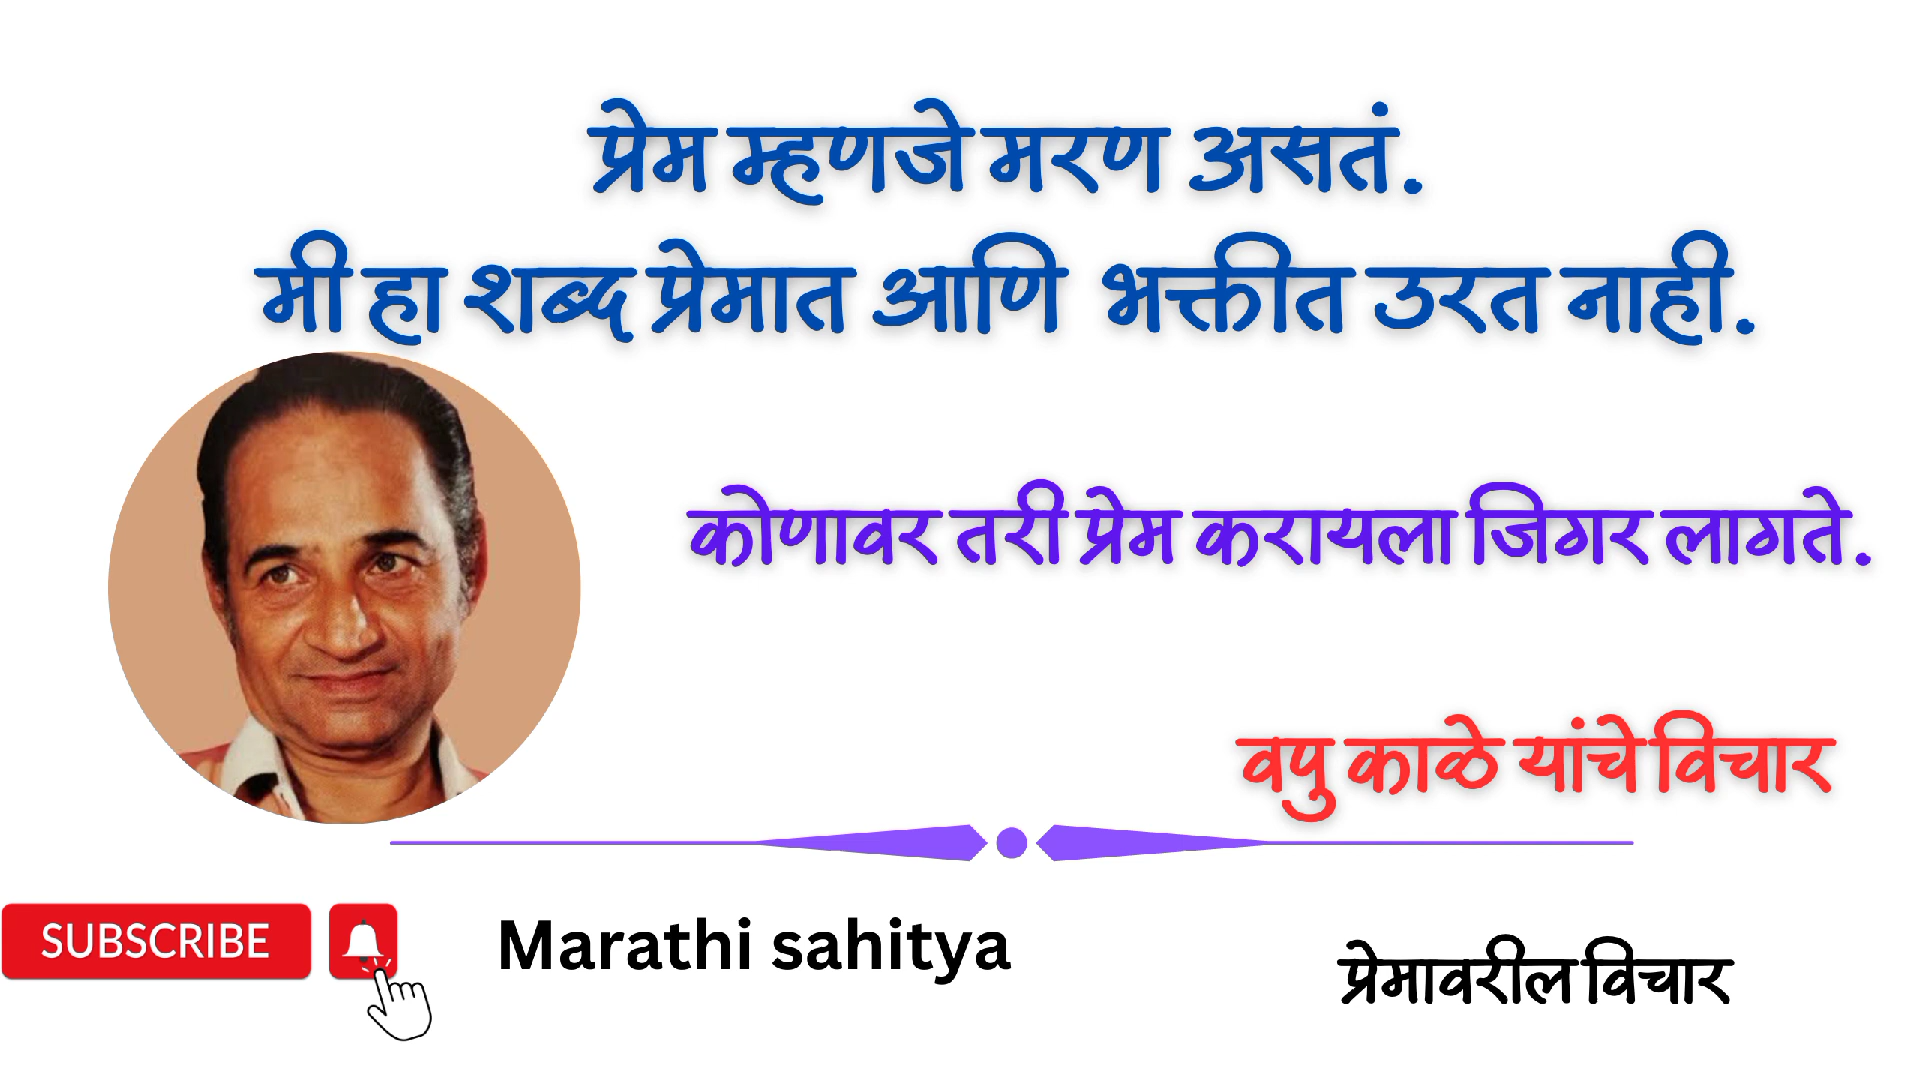 प्रेम म्हणजे मरण असतं.
मी हा शब्द प्रेमात आणि भक्तीत उरत नाही.
कोणावर तरी प्रेम करायला जिगर लागते.
वपु काळे यांचे विचार
SUBSCRIBE
Marathi sahitya
प्रेमावरील विचार